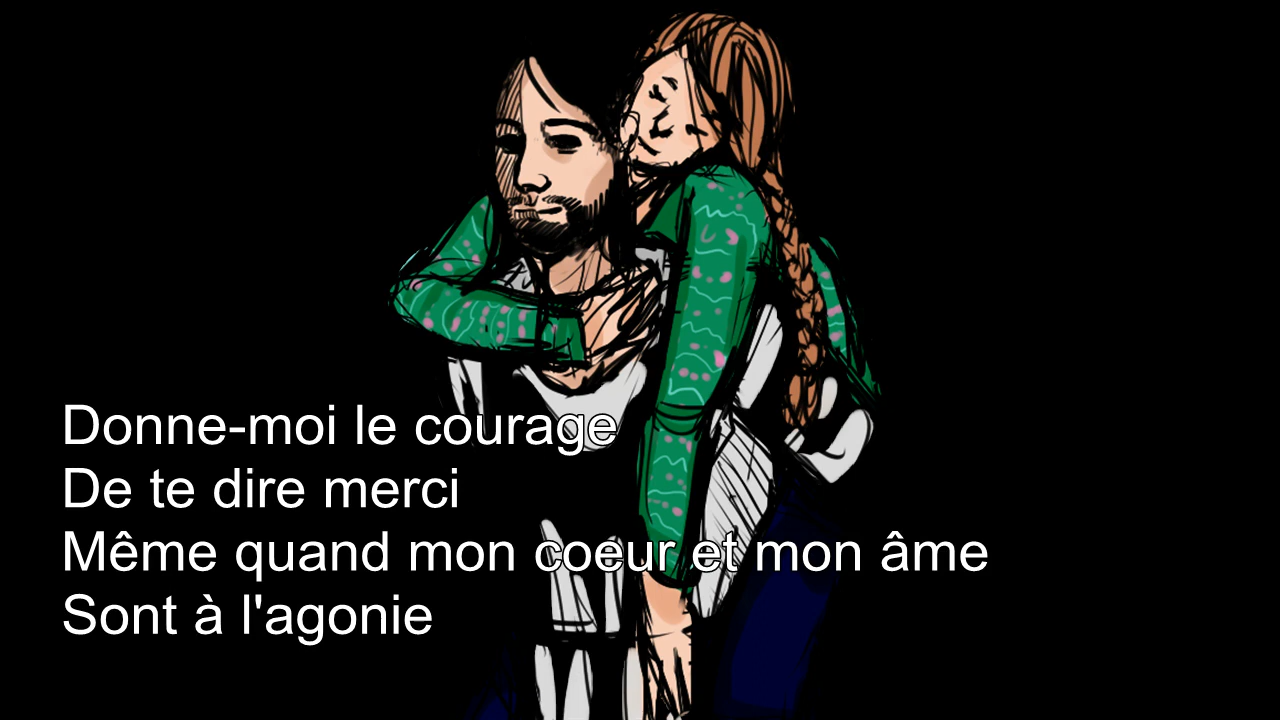 Donne-moi le courage
De te dire merci
Même quand mon coeur et mon âme
Sont à l'agonie